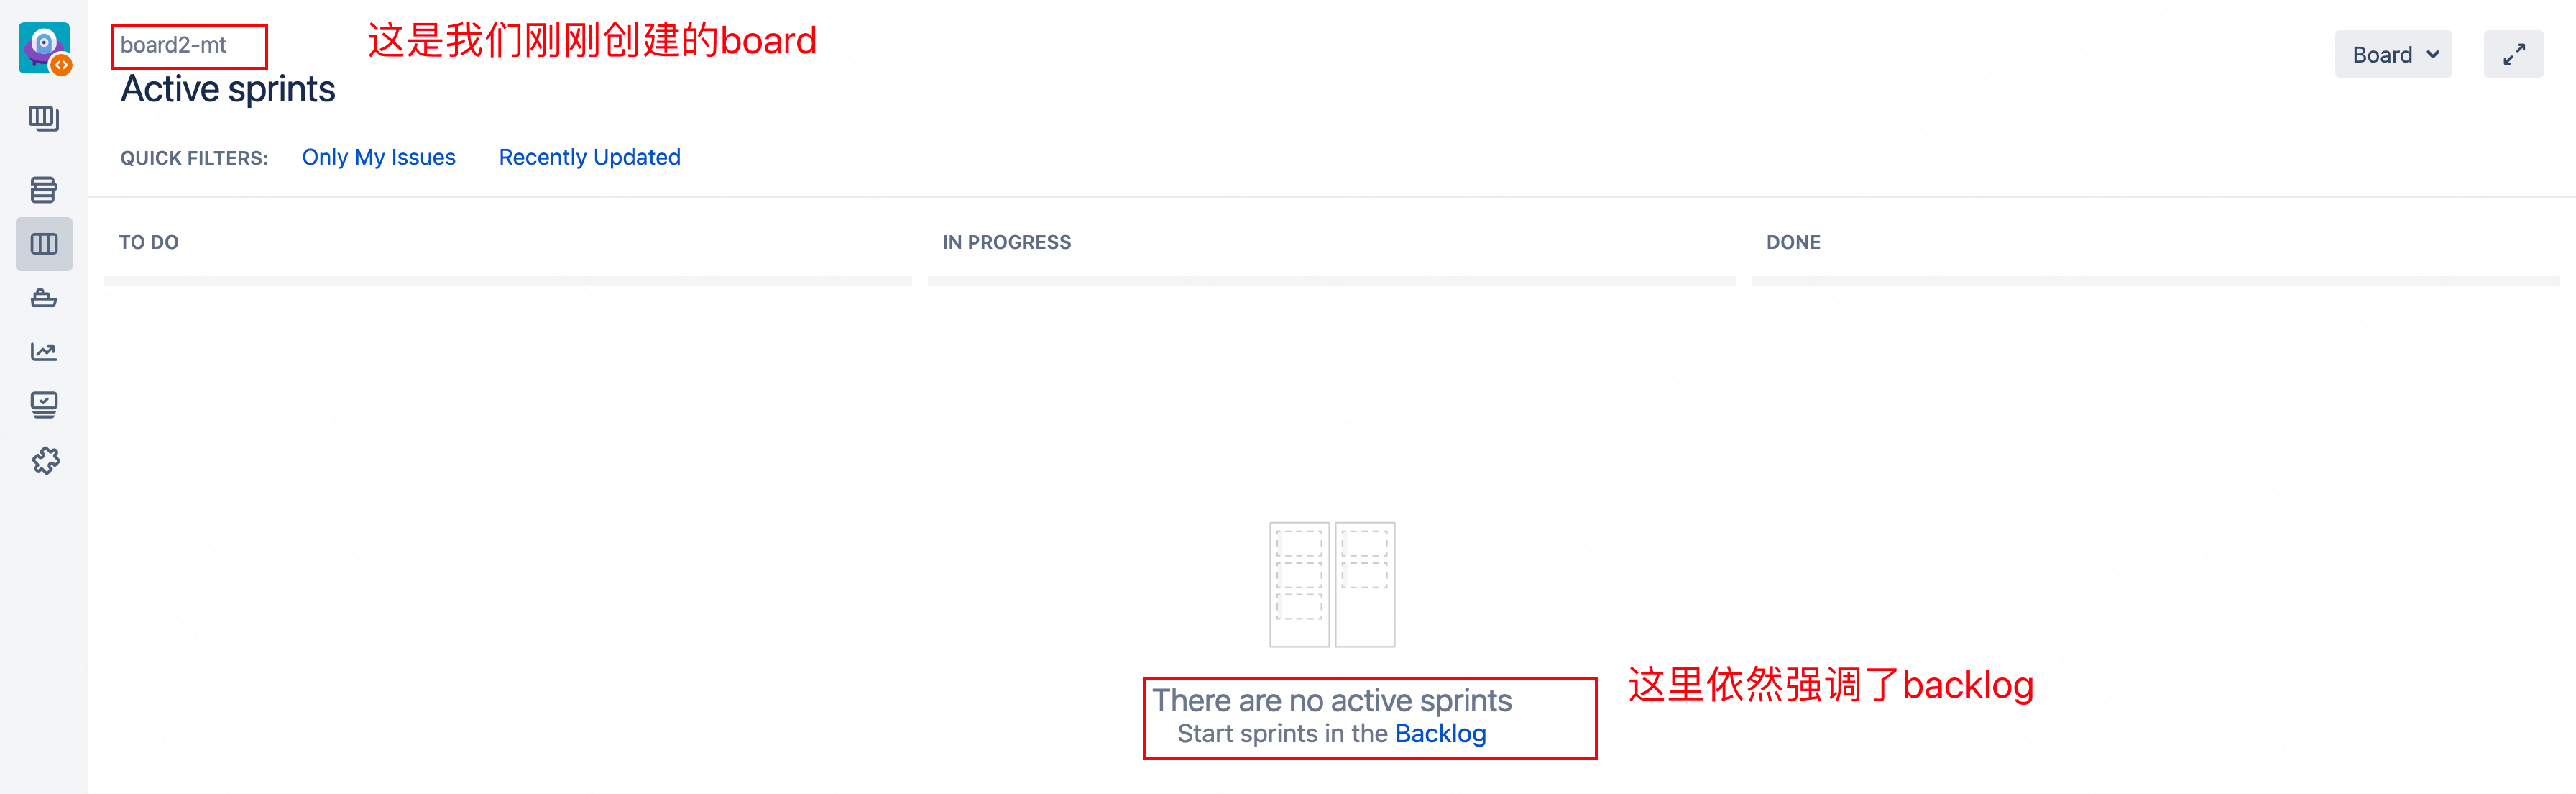 board2-mt
这是我们刚刚创建的board
Board
Active sprints
QUICK FILTERS:
Only My Issues
Recently Updated
TO DO
IN PROGRESS
DONE
There are no active sprints
Start sprints in the Backlog
这里依然强调了backlog